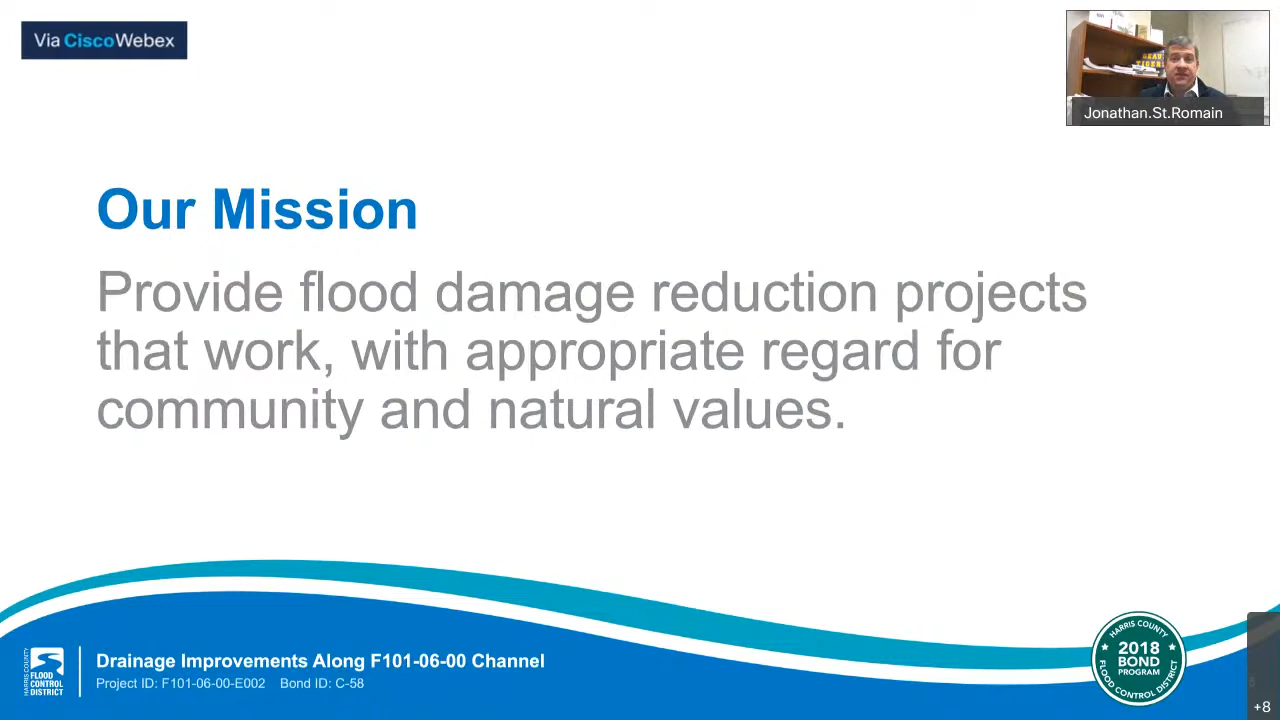 Via Cisco Webex
Jonathan.St.Romain
Our Mission
Provide flood damage reduction projects
that work, with appropriate regard for
community and natural values.
HARRIS COUNTY
FLOOD
CONTROL
DISTRICT
Drainage Improvements Along F101-06-00 Channel
Project ID: F101-06-00-E002 Bond ID: C-58
HARRIS COUNTY
2018
BOND
PROGRAM
FLOOD CONTROL DISTRICT
+8